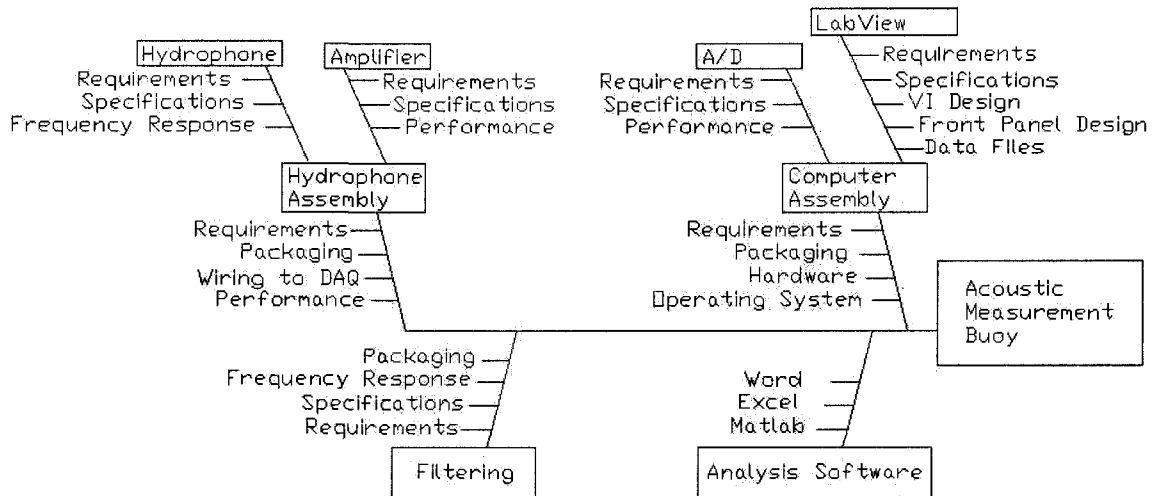 Hydrophone
Requirements
Specifications
Frequency Response
Amplifier
Requirements
Specifications
Performance
Hydrophone
Assembly
Requirements
Packaging
Wiring to DAQ
Performance
A/D
Requirements
Specifications
Performance
LabView
Requirements
Specifications
VI Design
Front Panel Design
Data Files
Computer
Assembly
Requirements
Packaging
Hardware
Operating System
Acoustic
Measurement
Buoy
Packaging
Frequency Response
Specifications
Requirements
Filtering
Word
Excel
Matlab
Analysis Software